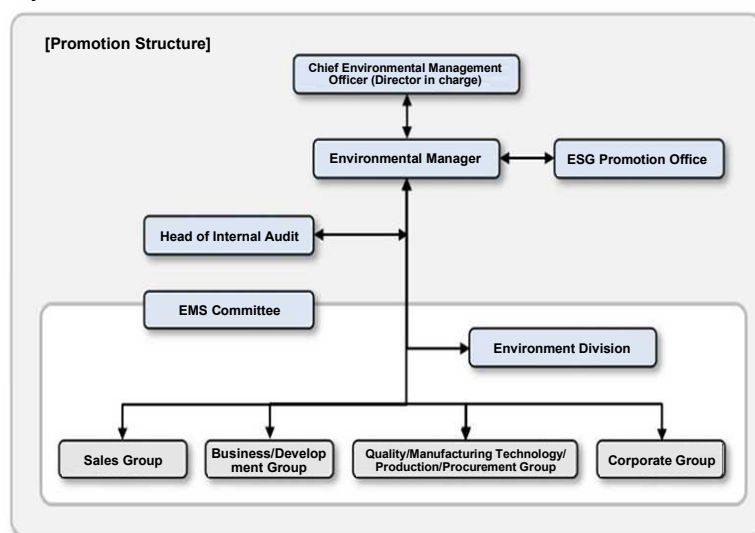 [Promotion Structure]
Chief Environmental Management
Officer (Director in charge)
Environmental Manager
ESG Promotion Office
Head of Internal Audit
EMS Committee
Environment Division
Sales Group
Business/Develop
ment Group
Quality/Manufacturing Technology/
Production/Procurement Group
Corporate Group